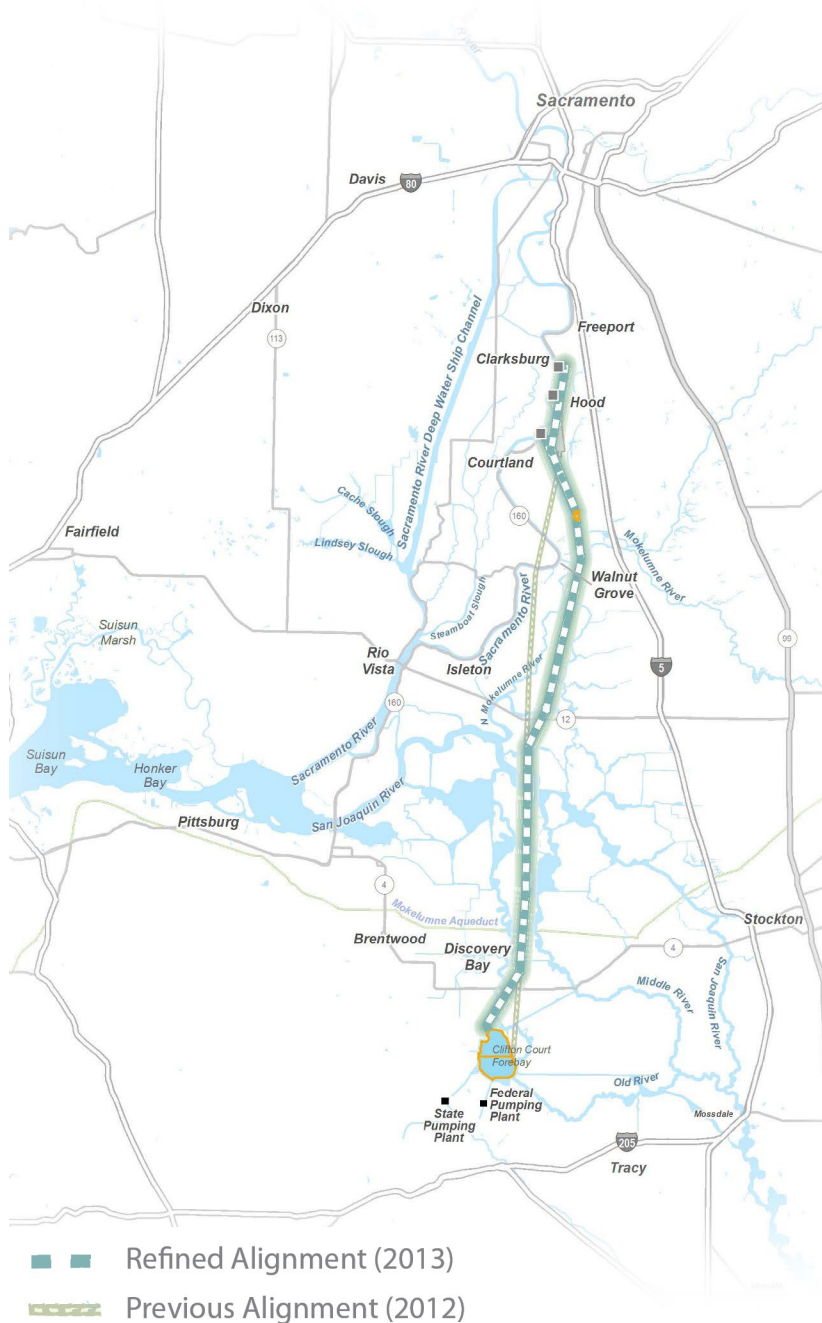 River
Sacramento
Davis
80
Dixon
113
Sacramento River Deep Water Ship Channel
Freeport
Clarksburg
Hood
Courtland
Cache Slough
160
Fairfield
Lindsey Slough
Mokelumne River
Walnut
Grove
Steamboat Slough
Sacramento River
Suisun
Marsh
99
Rio
Vista
Isleton
N Mokelumne River
5
160
12
Suisun
Bay
Honker
Bay
Sacramento River
San Joaquin River
Pittsburg
4
Mokelumne Aqueduct
Stockton
Brentwood
Discovery
Bay
4
San Joaquin River
Middle River
Clifton Court
Forebay
Old River
State
Pumping
Plant
Federal
Pumping
Plant
Mossdale
205
Tracy
Refined Alignment (2013)
Previous Alignment (2012)